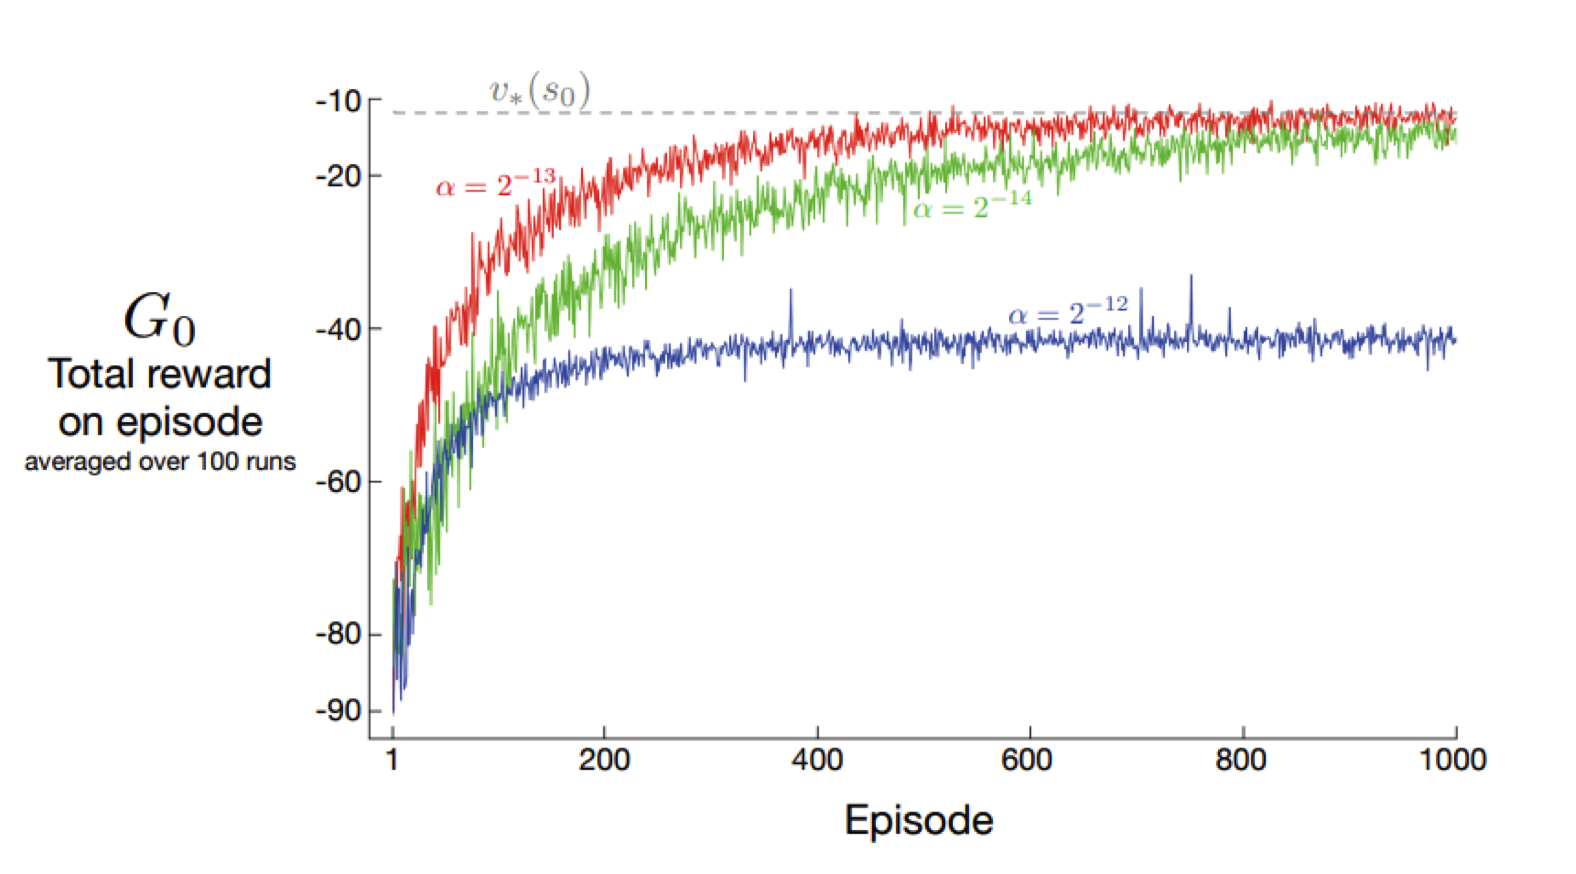 v∗(s₀)
-10
-20
-40
-60
-80
-90
α = 2⁻¹³
α = 2⁻¹⁴
α = 2⁻¹²
G₀
Total reward
on episode
averaged over 100 runs
1 200 400 600 800 1000
Episode